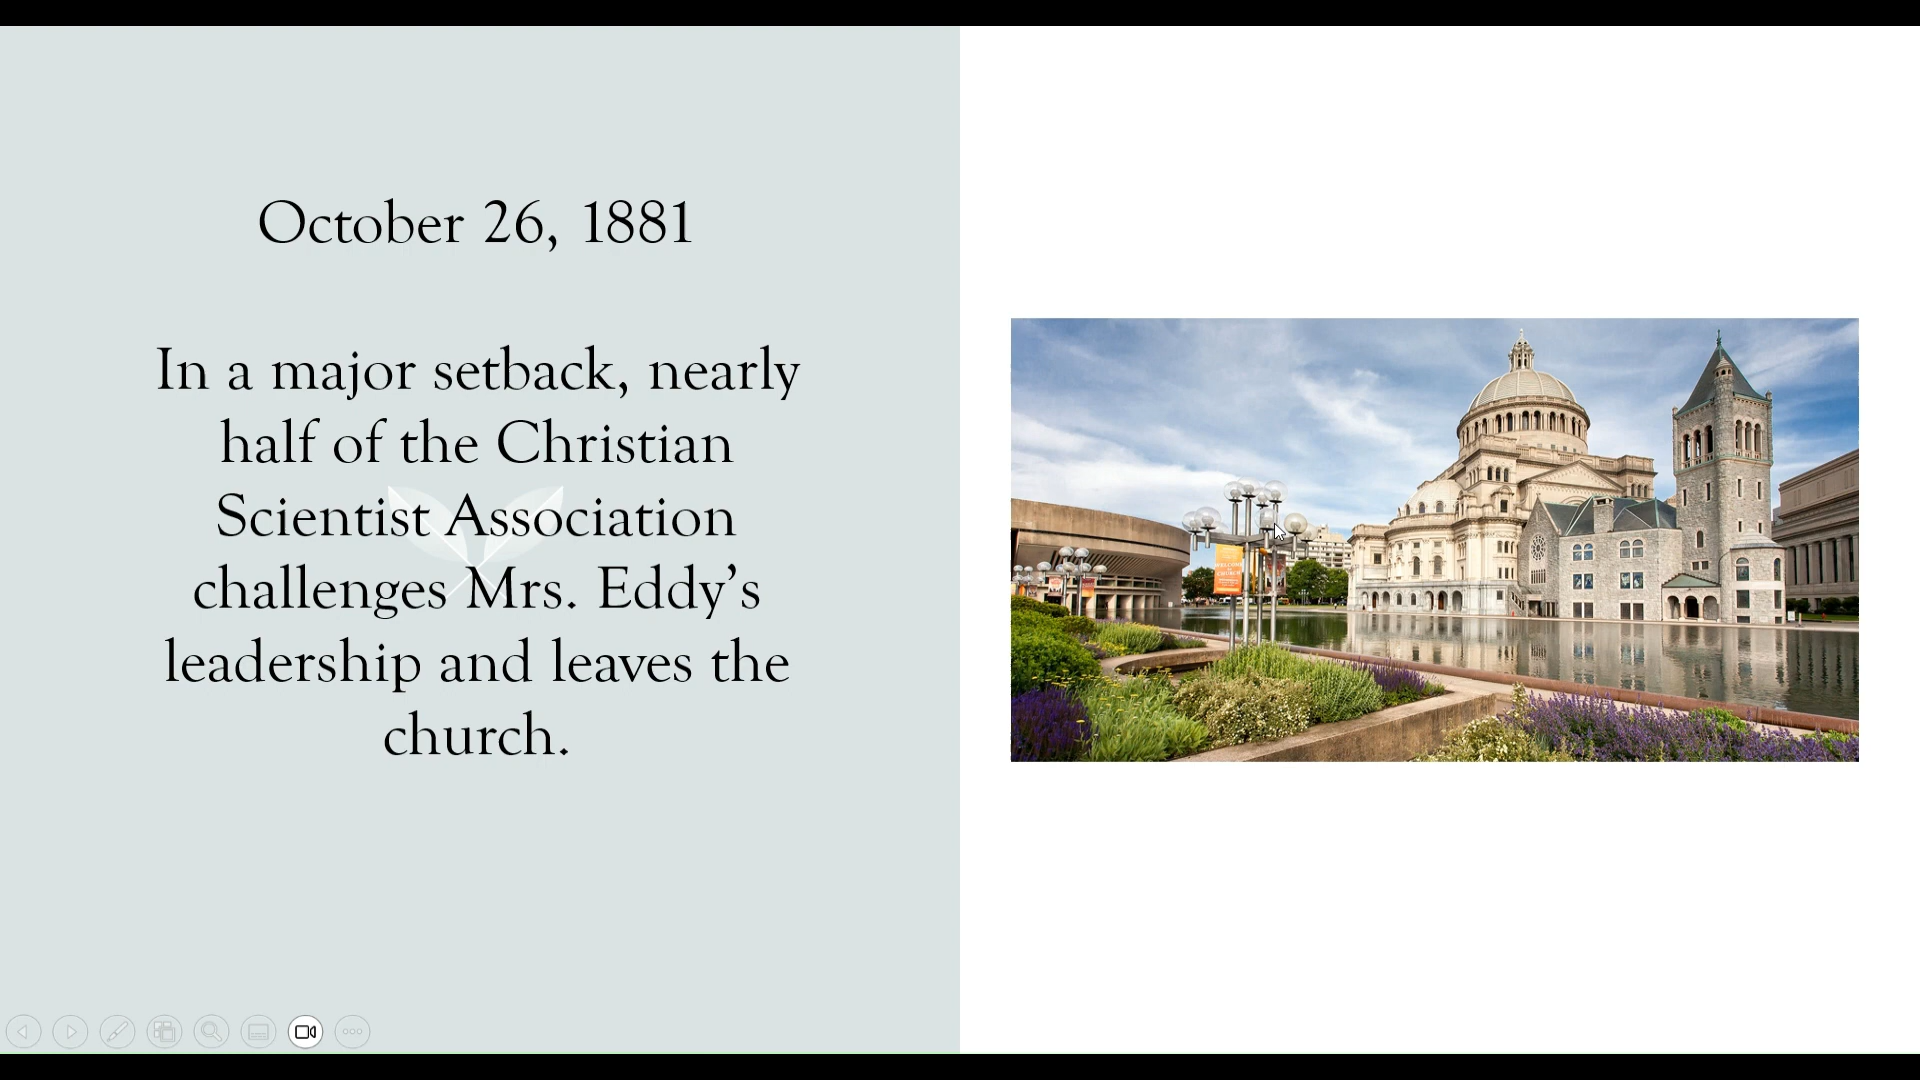 October 26, 1881
In a major setback, nearly
half of the Christian
Scientist Association
challenges Mrs. Eddy’s
leadership and leaves the
church.